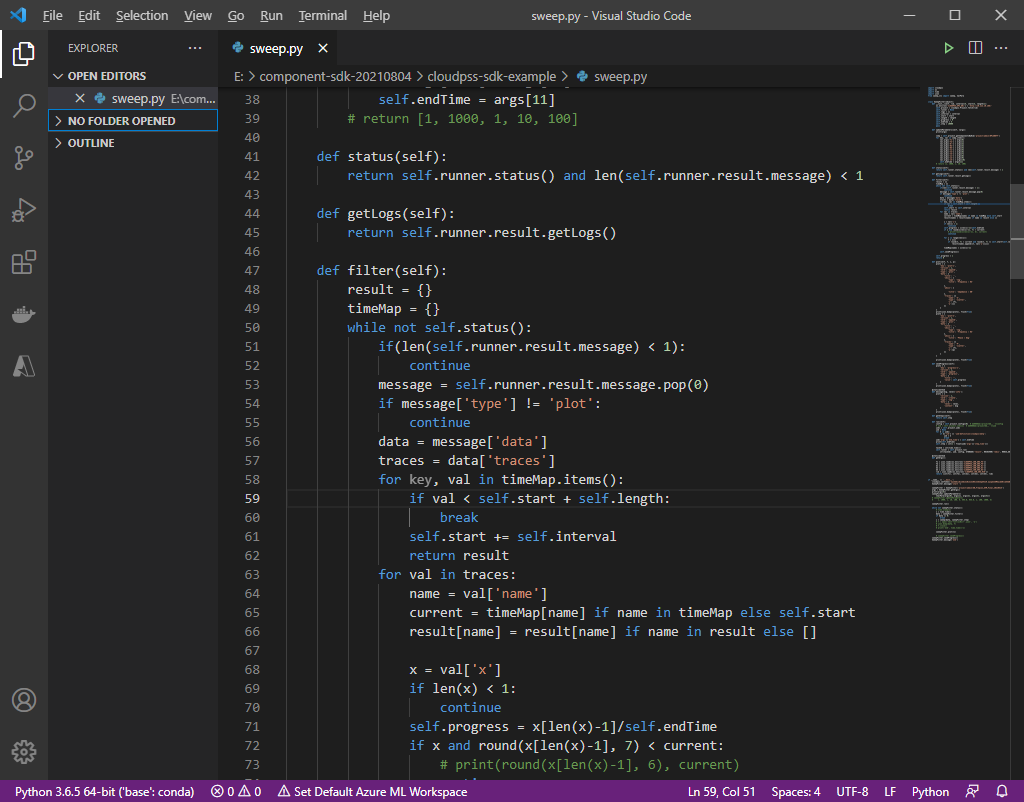 File Edit Selection View Go Run Terminal Help sweep.py - Visual Studio Code
EXPLORER
OPEN EDITORS
sweep.py E:\com...
NO FOLDER OPENED
OUTLINE
sweep.py
E: > component-sdk-20210804 > cloudpss-sdk-example > sweep.py
38 self.endTime = args[11]
39 # return [1, 1000, 1, 10, 100]
40
41 def status(self):
42 return self.runner.status() and len(self.runner.result.message) < 1
43
44 def getLogs(self):
45 return self.runner.result.getLogs()
46
47 def filter(self):
48 result = {}
49 timeMap = {}
50 while not self.status():
51 if(len(self.runner.result.message) < 1):
52 continue
53 message = self.runner.result.message.pop(0)
54 if message['type'] != 'plot':
55 continue
56 data = message['data']
57 traces = data['traces']
58 for key, val in timeMap.items():
59 if val < self.start + self.length:
60 break
61 self.start += self.interval
62 return result
63 for val in traces:
64 name = val['name']
65 current = timeMap[name] if name in timeMap else self.start
66 result[name] = result[name] if name in result else []
67
68 x = val['x']
69 if len(x) < 1:
70 continue
71 self.progress = x[len(x)-1]/self.endTime
72 if x and round(x[len(x)-1], 7) < current:
73 # print(round(x[len(x)-1], 6), current)
Python 3.6.5 64-bit ('base': conda) 0 0 Set Default Azure ML Workspace Ln 59, Col 51 Spaces: 4 UTF-8 LF Python